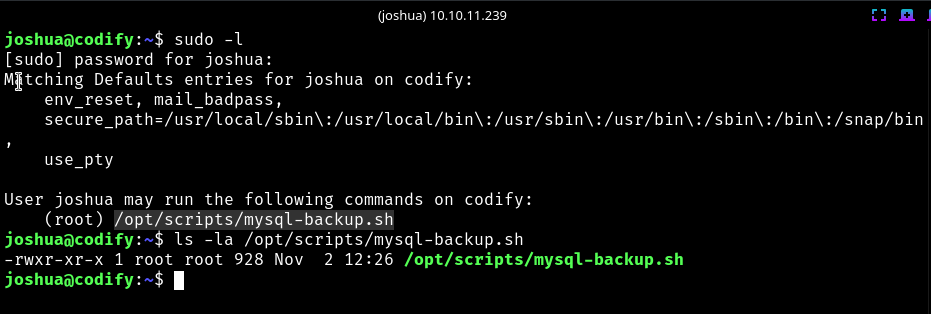 (joshua) 10.10.11.239
joshua@codify:~$ sudo -l
[sudo] password for joshua:
Matching Defaults entries for joshua on codify:
    env_reset, mail_badpass,
    secure_path=/usr/local/sbin\:/usr/local/bin\:/usr/sbin\:/usr/bin\:/sbin\:/bin\:/snap/bin
,
    use_pty
User joshua may run the following commands on codify:
    (root) /opt/scripts/mysql-backup.sh
joshua@codify:~$ ls -la /opt/scripts/mysql-backup.sh
-rwxr-xr-x 1 root root 928 Nov  2 12:26 /opt/scripts/mysql-backup.sh
joshua@codify:~$